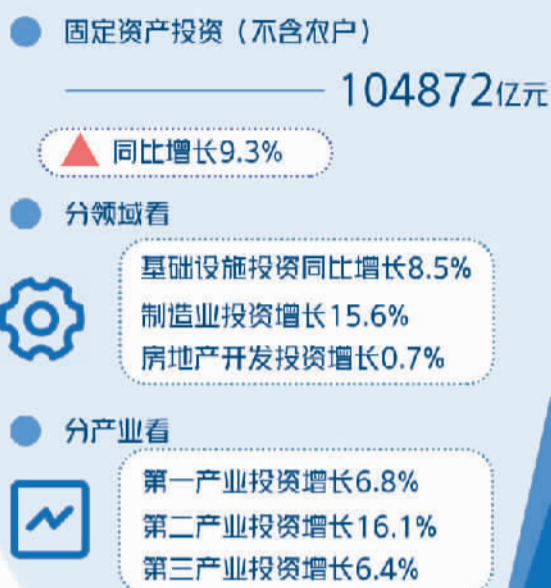 固定资产投资（不含农户）
104872亿元
同比增长9.3%
分领域看
基础设施投资同比增长8.5%
制造业投资增长15.6%
房地产开发投资增长0.7%
分产业看
第一产业投资增长6.8%
第二产业投资增长16.1%
第三产业投资增长6.4%